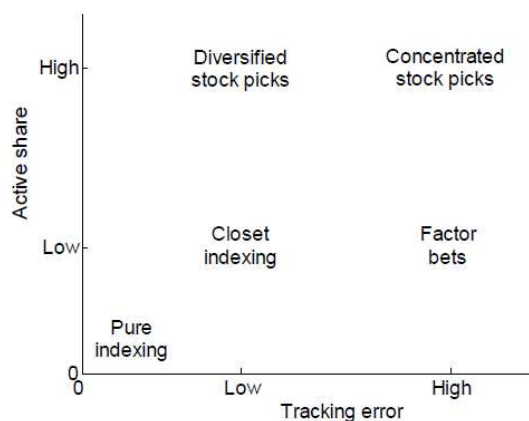 High
Diversified
stock picks
Concentrated
stock picks
Active share
Low
Closet
indexing
Factor
bets
Pure
indexing
0
0
Low
High
Tracking error